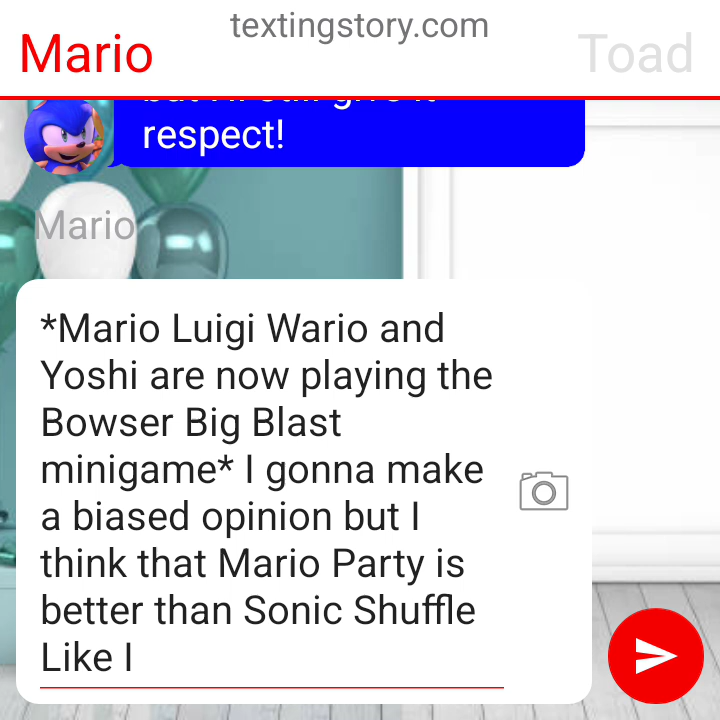 textingstory.com
Mario
Toad
respect!
Mario
*Mario Luigi Wario and
Yoshi are now playing the
Bowser Big Blast
minigame* I gonna make
a biased opinion but I
think that Mario Party is
better than Sonic Shuffle
Like I